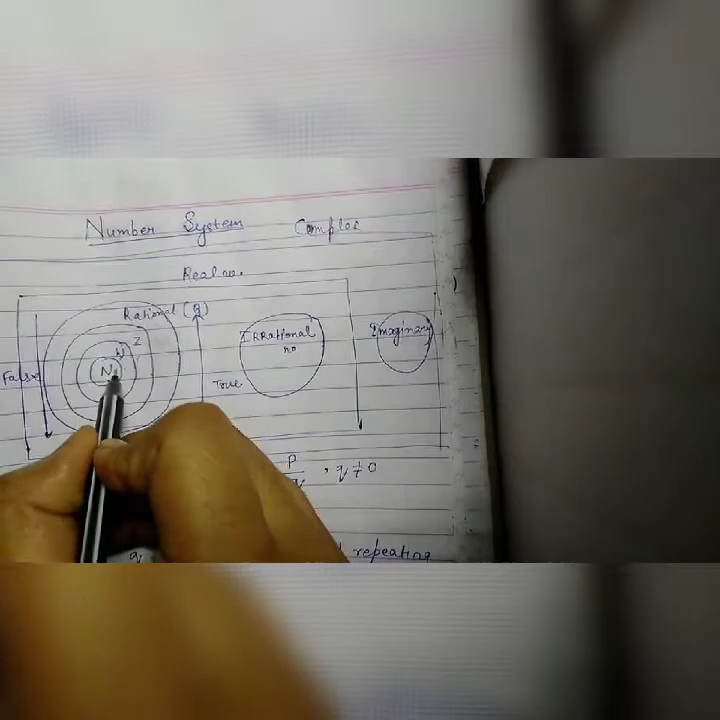 Number System Complex
Real no.
Rational (Q)
IRRational no
Imaginary
Z
W
N
False
True
P
, q ≠ 0
q
repeating